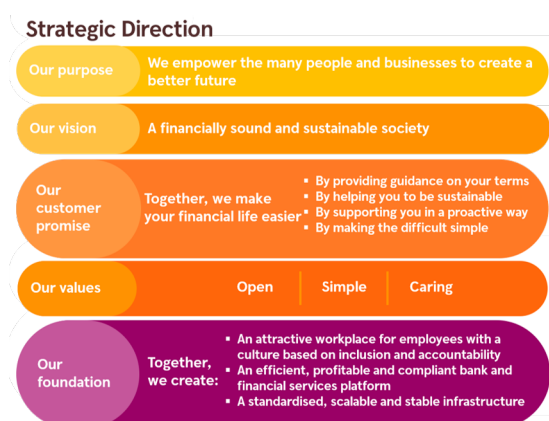 Strategic Direction
Our purpose
We empower the many people and businesses to create a
better future
Our vision
A financially sound and sustainable society
Our
customer
promise
Together, we make
your financial life easier
▪ By providing guidance on your terms
▪ By helping you to be sustainable
▪ By supporting you in a proactive way
▪ By making the difficult simple
Our values
Open
Simple
Caring
Our
foundation
Together,
we create:
▪ An attractive workplace for employees with a
culture based on inclusion and accountability
▪ An efficient, profitable and compliant bank and
financial services platform
▪ A standardised, scalable and stable infrastructure